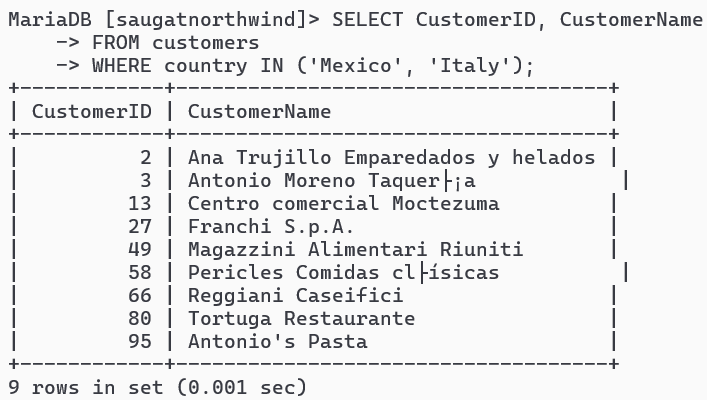 MariaDB [saugatnorthwind]> SELECT CustomerID, CustomerName
    -> FROM customers
    -> WHERE country IN ('Mexico', 'Italy');
+------------+------------------------------------+
| CustomerID | CustomerName                       |
+------------+------------------------------------+
|          2 | Ana Trujillo Emparedados y helados |
|          3 | Antonio Moreno Taquer├¡a            |
|         13 | Centro comercial Moctezuma         |
|         27 | Franchi S.p.A.                     |
|         49 | Magazzini Alimentari Riuniti       |
|         58 | Pericles Comidas cl├ísicas          |
|         66 | Reggiani Caseifici                 |
|         80 | Tortuga Restaurante                |
|         95 | Antonio's Pasta                    |
+------------+------------------------------------+
9 rows in set (0.001 sec)